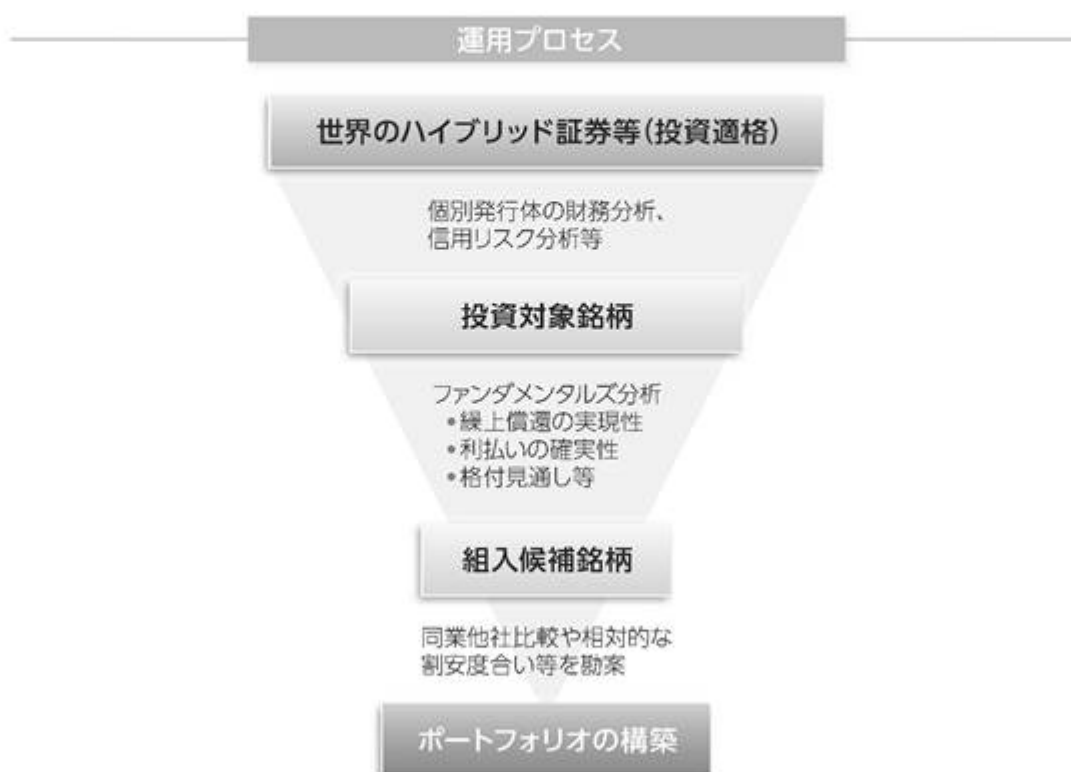 運用プロセス
世界のハイブリッド証券等(投資適格)
個別発行体の財務分析、
信用リスク分析等
投資対象銘柄
ファンダメンタルズ分析
•繰上償還の実現性
•利払いの確実性
•格付見通し等
組入候補銘柄
同業他社比較や相対的な
割安度合い等を勘案
ポートフォリオの構築